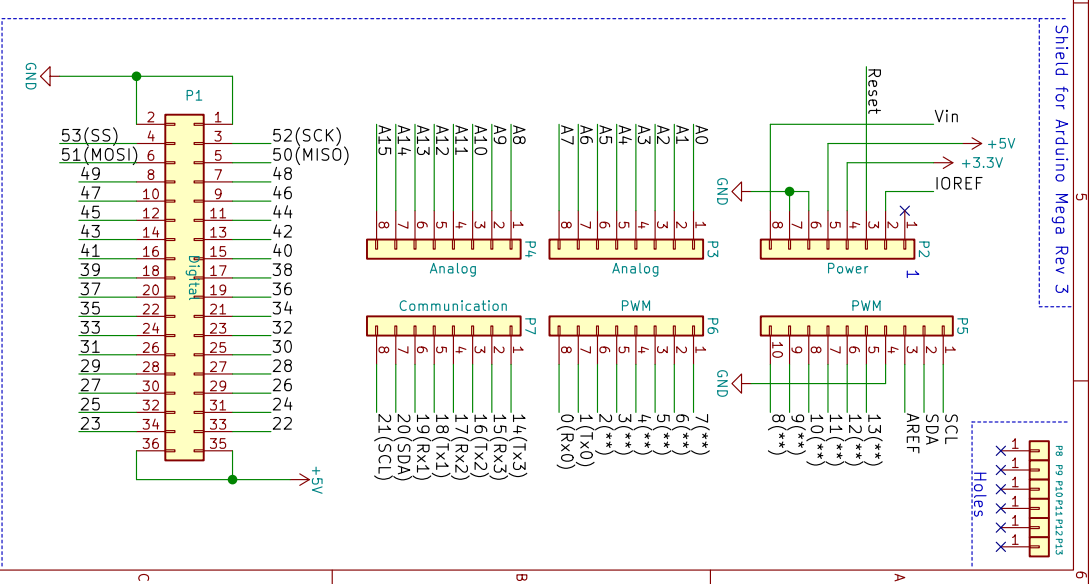 Shield for Arduino Mega Rev 3
5
6
A
B
C
GND
P1
Digital
1
2
3
4
5
6
7
8
9
10
11
12
13
14
15
16
17
18
19
20
21
22
23
24
25
26
27
28
29
30
31
32
33
34
35
36
53(SS)
51(MOSI)
49
47
45
43
41
39
37
35
33
31
29
27
25
23
52(SCK)
50(MISO)
48
46
44
42
40
38
36
34
32
30
28
26
24
22
+5V
A15
A14
A13
A12
A11
A10
A9
A8
8
7
6
5
4
3
2
1
P4
Analog
A7
A6
A5
A4
A3
A2
A1
A0
8
7
6
5
4
3
2
1
P3
Analog
Reset
Vin
+5V
+3.3V
IOREF
GND
8
7
6
5
4
3
2
1
P2
Power
1
Communication
P7
8
7
6
5
4
3
2
1
21(SCL)
20(SDA)
19(Rx1)
18(Tx1)
17(Rx2)
16(Tx2)
15(Rx3)
14(Tx3)
PWM
P6
8
7
6
5
4
3
2
1
0(Rx0)
1(Tx0)
2(**)
3(**)
4(**)
5(**)
6(**)
7(**)
PWM
P5
10
9
8
7
6
5
4
3
2
1
GND
8(**)
9(**)
10(**)
11(**)
12(**)
13(**)
AREF
SDA
SCL
Holes
1
1
1
1
1
1
P8
P9
P10
P11
P12
P13